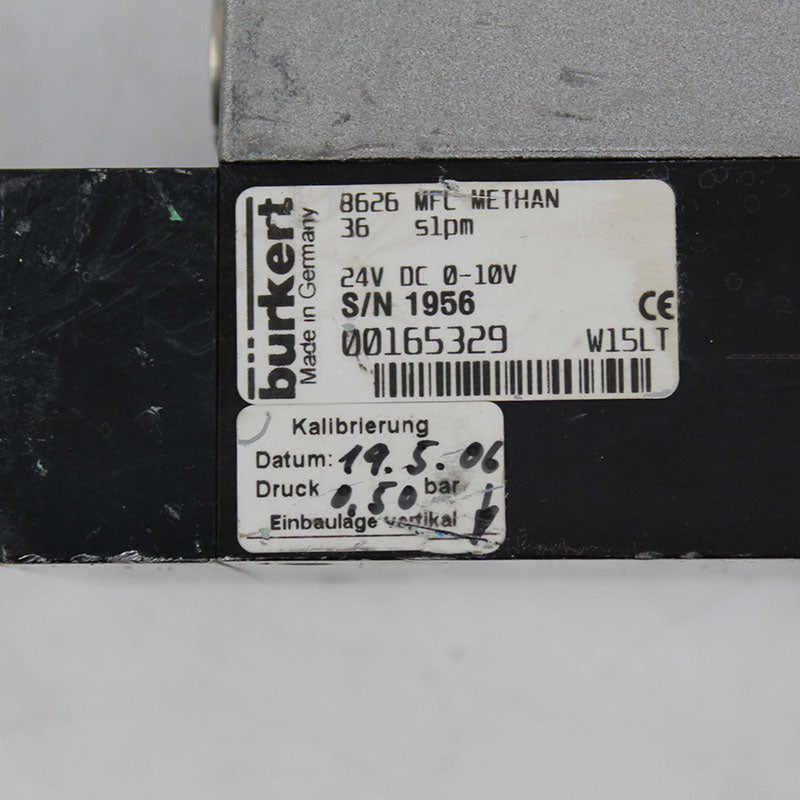 bürkert
Made in Germany
8626 MFC METHAN
36 slpm
24V DC 0-10V
S/N 1956
CE
00165329 W15LT
Kalibrierung
Datum: 19.5.06
Druck 0,50 bar
Einbaulage vertikal